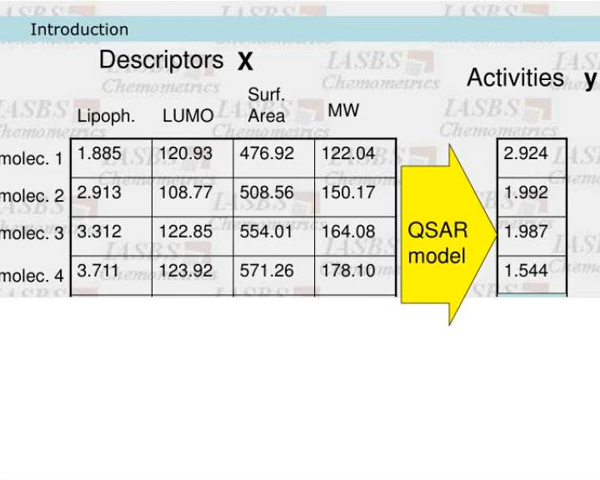 Introduction
Descriptors X
Activities y
Lipoph. LUMO Surf. Area MW
molec. 1 1.885 120.93 476.92 122.04 2.924
molec. 2 2.913 108.77 508.56 150.17 1.992
molec. 3 3.312 122.85 554.01 164.08 1.987
molec. 4 3.711 123.92 571.26 178.10 1.544
QSAR
model
IASBS
Chemometrics